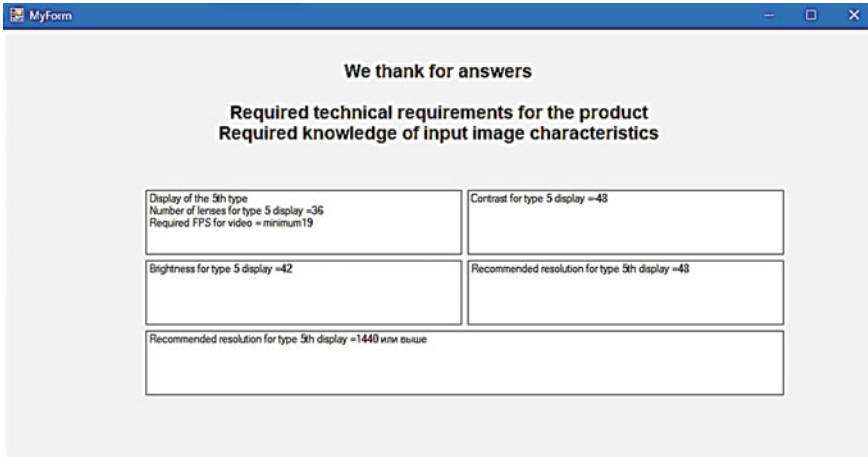 MyForm
We thank for answers
Required technical requirements for the product
Required knowledge of input image characteristics
Display of the 5th type
Number of lenses for type 5 display =36
Required FPS for video = minimum19
Contrast for type 5 display =-48
Brightness for type 5 display =42
Recommended resolution for type 5th display =48
Recommended resolution for type 5th display =1440 или выше